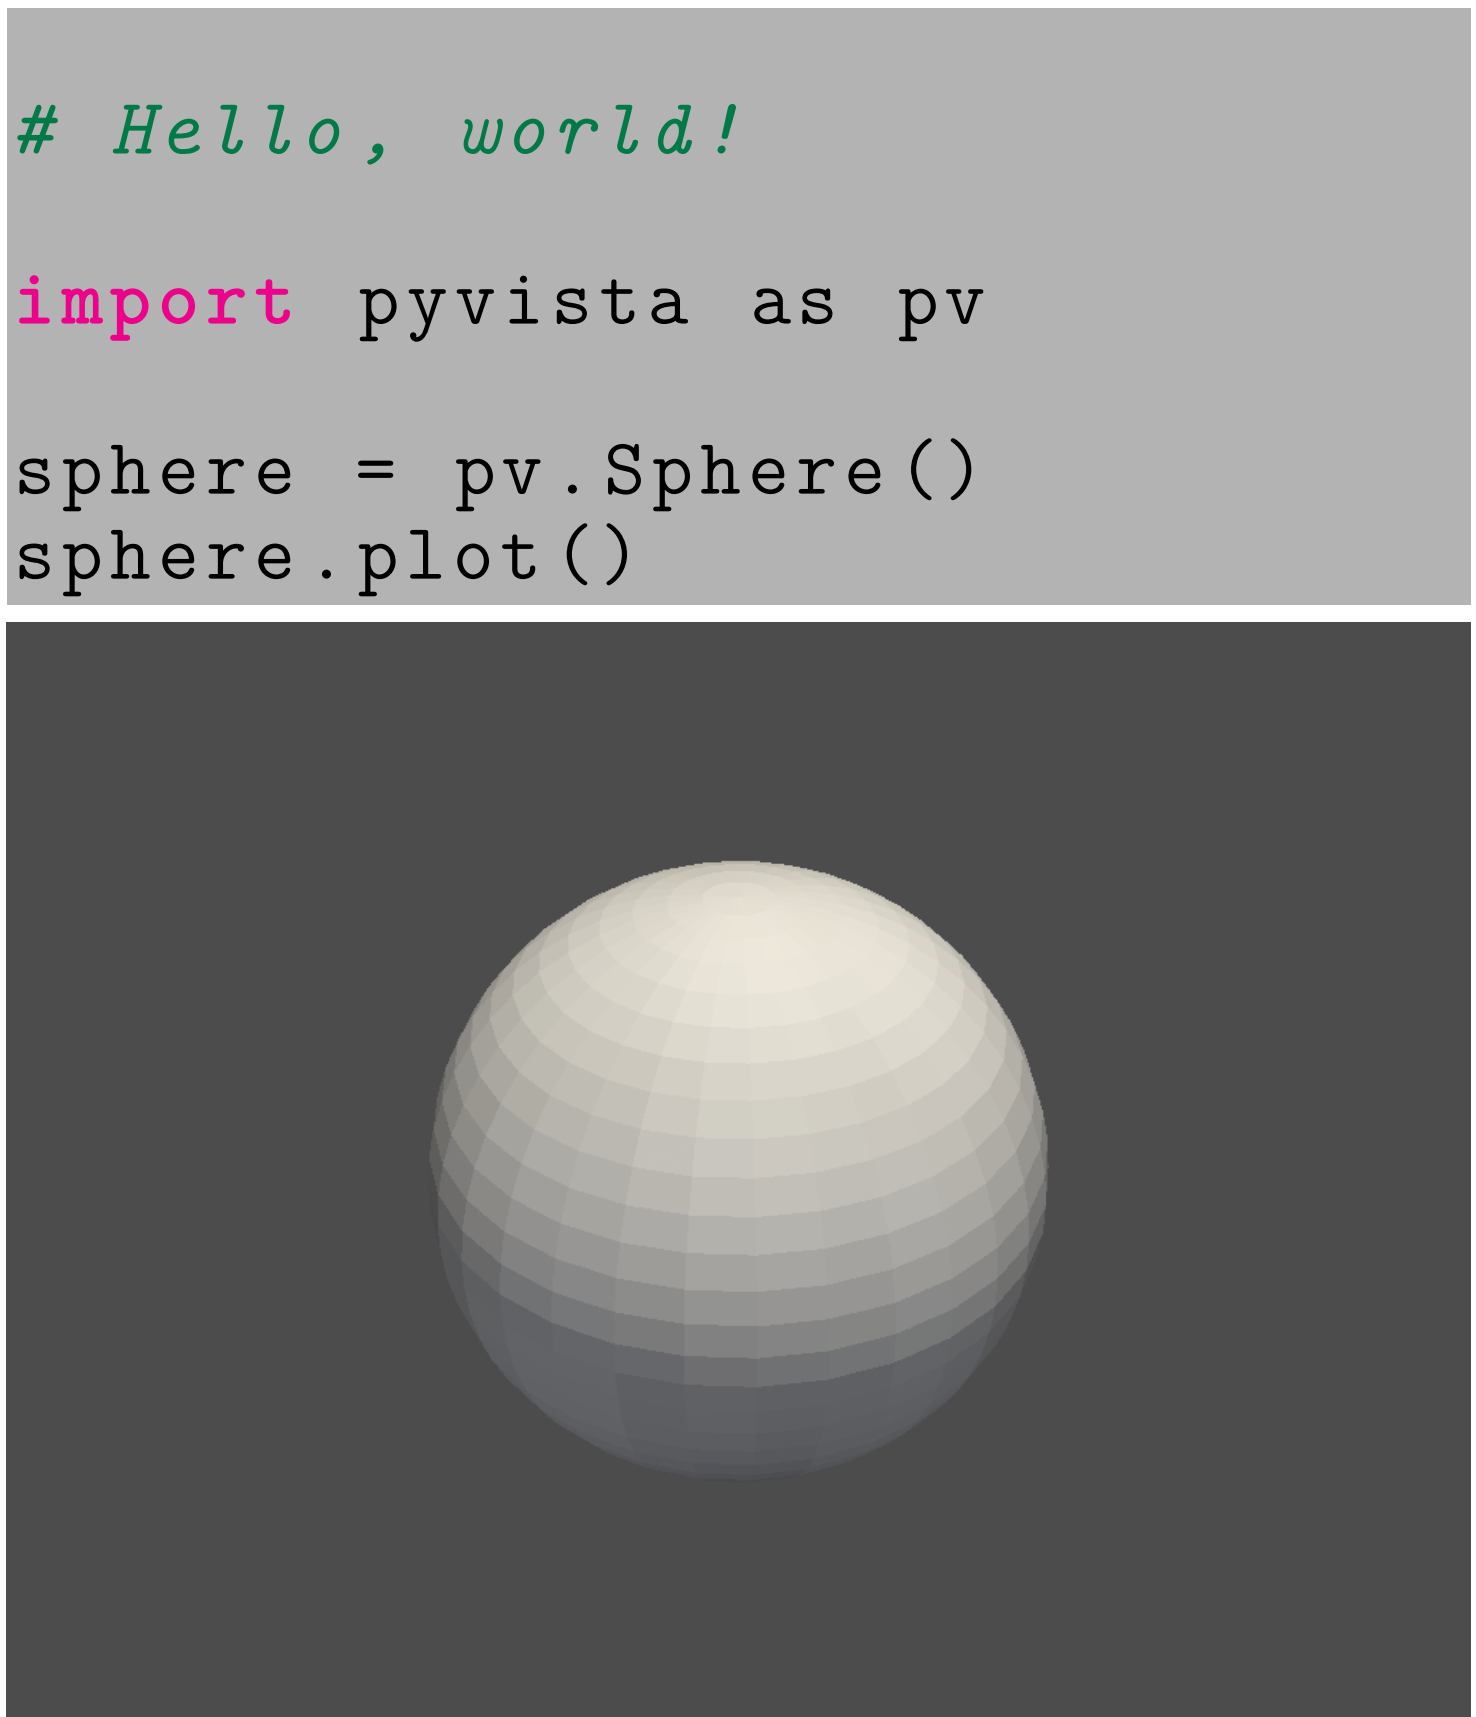 # Hello, world!
import pyvista as pv
sphere = pv.Sphere()
sphere.plot()